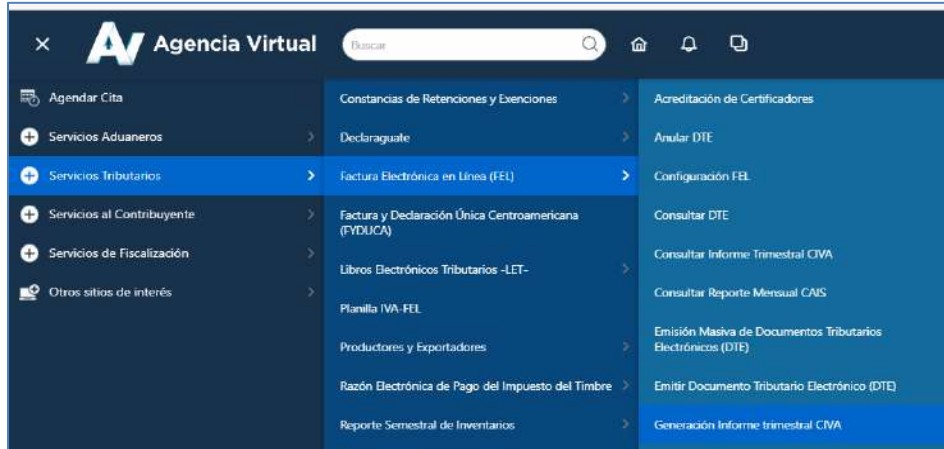 Agencia Virtual
Buscar
Agendar Cita
Servicios Aduaneros
Servicios Tributarios
Servicios al Contribuyente
Servicios de Fiscalización
Otros sitios de interés
Constancias de Retenciones y Exenciones
Declaraguate
Factura Electrónica en Línea (FEL)
Factura y Declaración Única Centroamericana
(FYDUCA)
Libros Electrónicos Tributarios -LET-
Planilla IVA-FEL
Productores y Exportadores
Razón Electrónica de Pago del Impuesto del Timbre
Reporte Semestral de Inventarios
Acreditación de Certificadores
Anular DTE
Configuración FEL
Consultar DTE
Consultar Informe Trimestral CIVA
Consultar Reporte Mensual CAIS
Emisión Masiva de Documentos Tributarios
Electrónicos (DTE)
Emitir Documento Tributario Electrónico (DTE)
Generación Informe trimestral CIVA